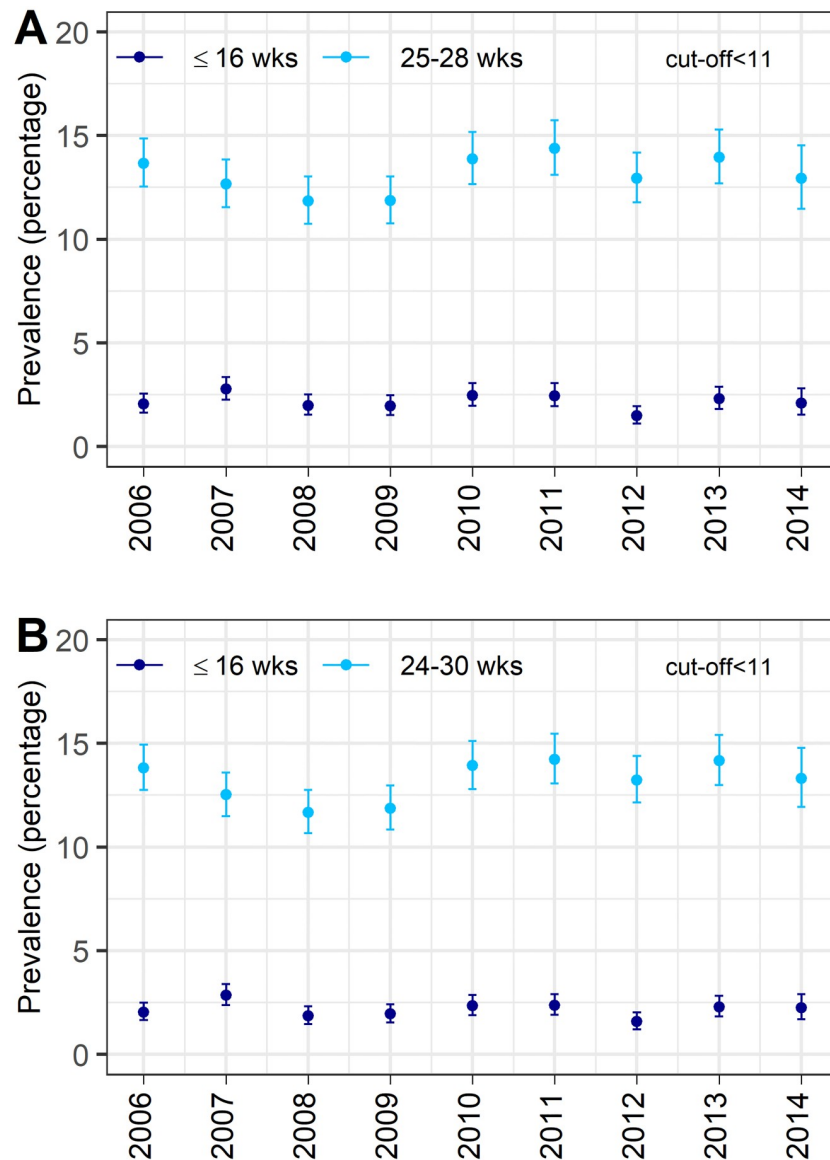 A
20
≤ 16 wks 25-28 wks cut-off<11
15
10
5
0
Prevalence (percentage)
2006 2007 2008 2009 2010 2011 2012 2013 2014
B
20
≤ 16 wks 24-30 wks cut-off<11
15
10
5
0
Prevalence (percentage)
2006 2007 2008 2009 2010 2011 2012 2013 2014